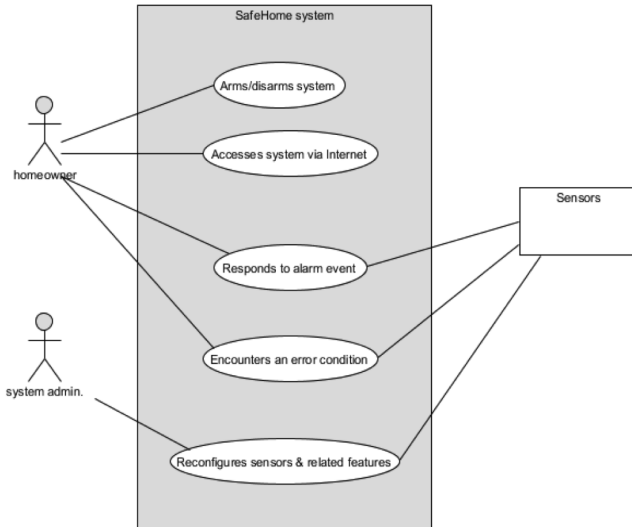 SafeHome system
Arms/disarms system
Accesses system via Internet
homeowner
Sensors
Responds to alarm event
Encounters an error condition
system admin.
Reconfigures sensors & related features